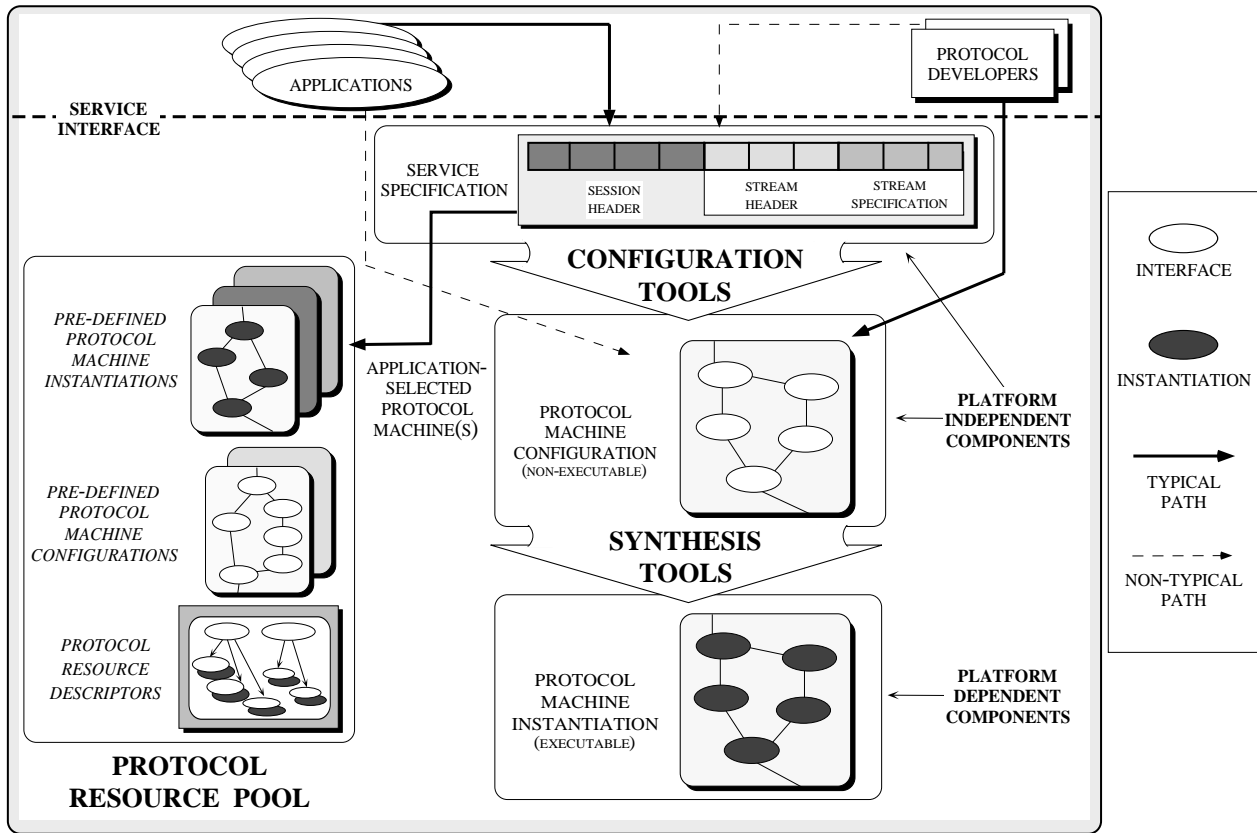 APPLICATIONS
PROTOCOL
DEVELOPERS
SERVICE
INTERFACE
SERVICE
SPECIFICATION
SESSION
HEADER
STREAM
HEADER
STREAM
SPECIFICATION
CONFIGURATION
TOOLS
PRE-DEFINED
PROTOCOL
MACHINE
INSTANTIATIONS
APPLICATION-
SELECTED
PROTOCOL
MACHINE(S)
PROTOCOL
MACHINE
CONFIGURATION
(NON-EXECUTABLE)
PLATFORM
INDEPENDENT
COMPONENTS
PRE-DEFINED
PROTOCOL
MACHINE
CONFIGURATIONS
SYNTHESIS
TOOLS
PROTOCOL
RESOURCE
DESCRIPTORS
PROTOCOL
MACHINE
INSTANTIATION
(EXECUTABLE)
PLATFORM
DEPENDENT
COMPONENTS
PROTOCOL
RESOURCE POOL
INTERFACE
INSTANTIATION
TYPICAL
PATH
NON-TYPICAL
PATH